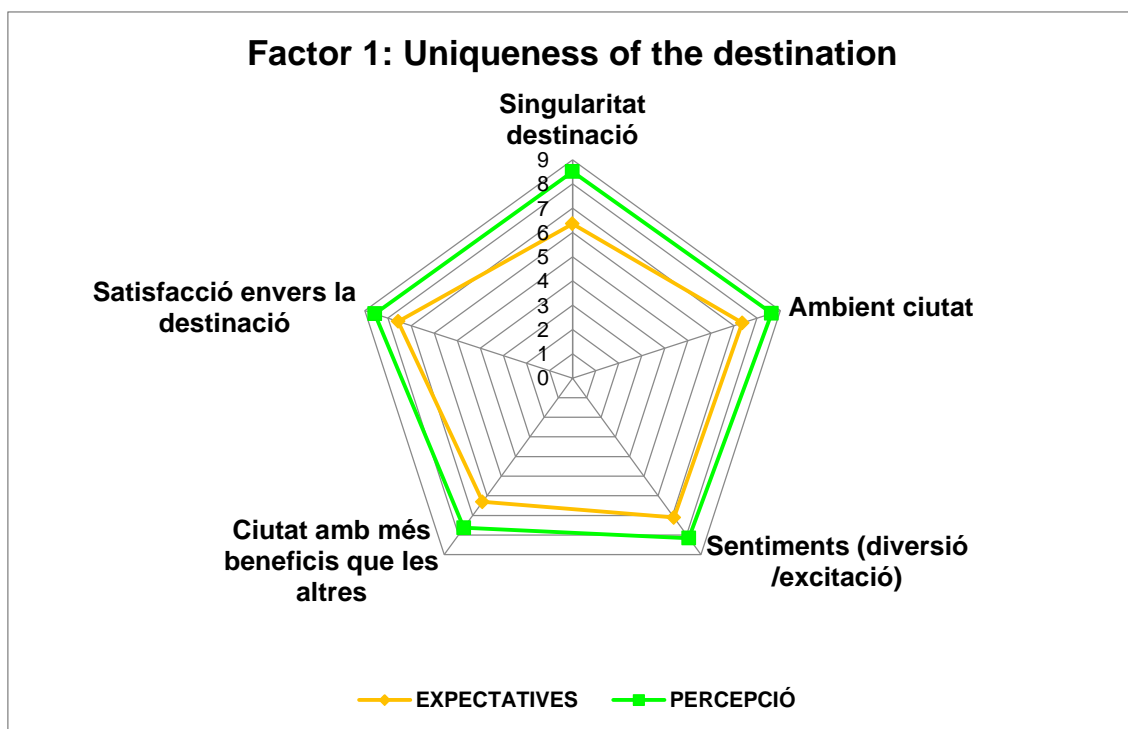 Factor 1: Uniqueness of the destination
Singularitat
destinació
9
8
7
6
5
4
3
2
1
0
Ambient ciutat
Sentiments (diversió
/excitació)
Ciutat amb més
beneficis que les
altres
Satisfacció envers la
destinació
EXPECTATIVES
PERCEPCIÓ